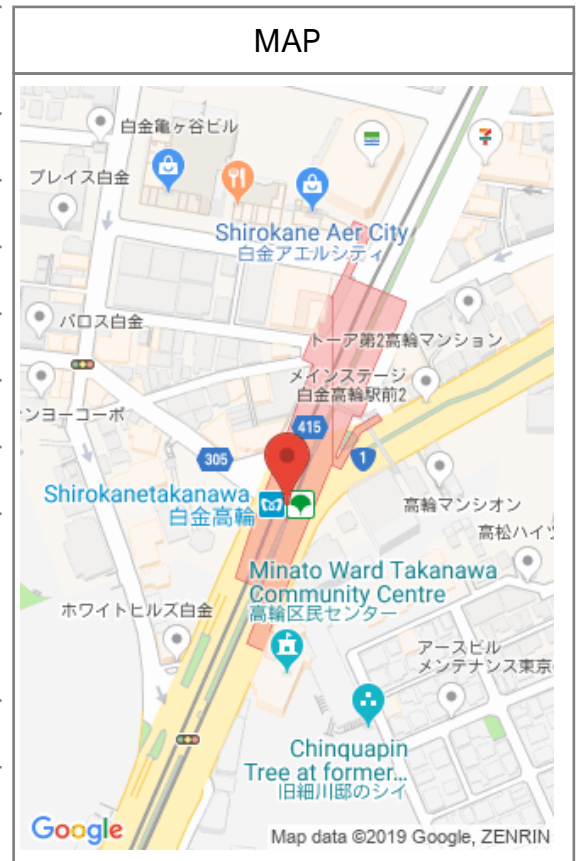 MAP
白金亀ヶ谷ビル
プレイス白金
Shirokane Aer City
白金アエルシティ
パロス白金
トーア第2高輪マンション
メインステージ
白金高輪駅前2
ンヨーコーポ
415
305
1
Shirokanetakanawa
白金高輪
高輪マンシオン
高松ハイツ
Minato Ward Takanawa
Community Centre
高輪区民センター
ホワイトヒルズ白金
アースビル
メンテナンス東京
Chinquapin
Tree at former...
旧細川邸のシイ
Google
Map data ©2019 Google, ZENRIN